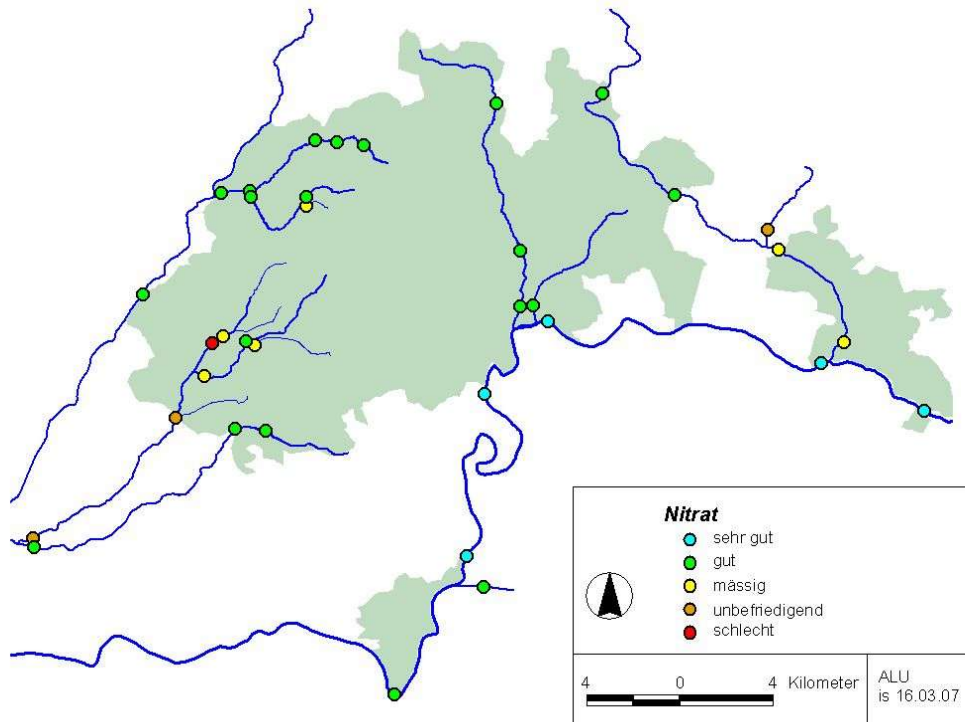 Nitrat
sehr gut
gut
mässig
unbefriedigend
schlecht
4 0 4 Kilometer
ALU
is 16.03.07